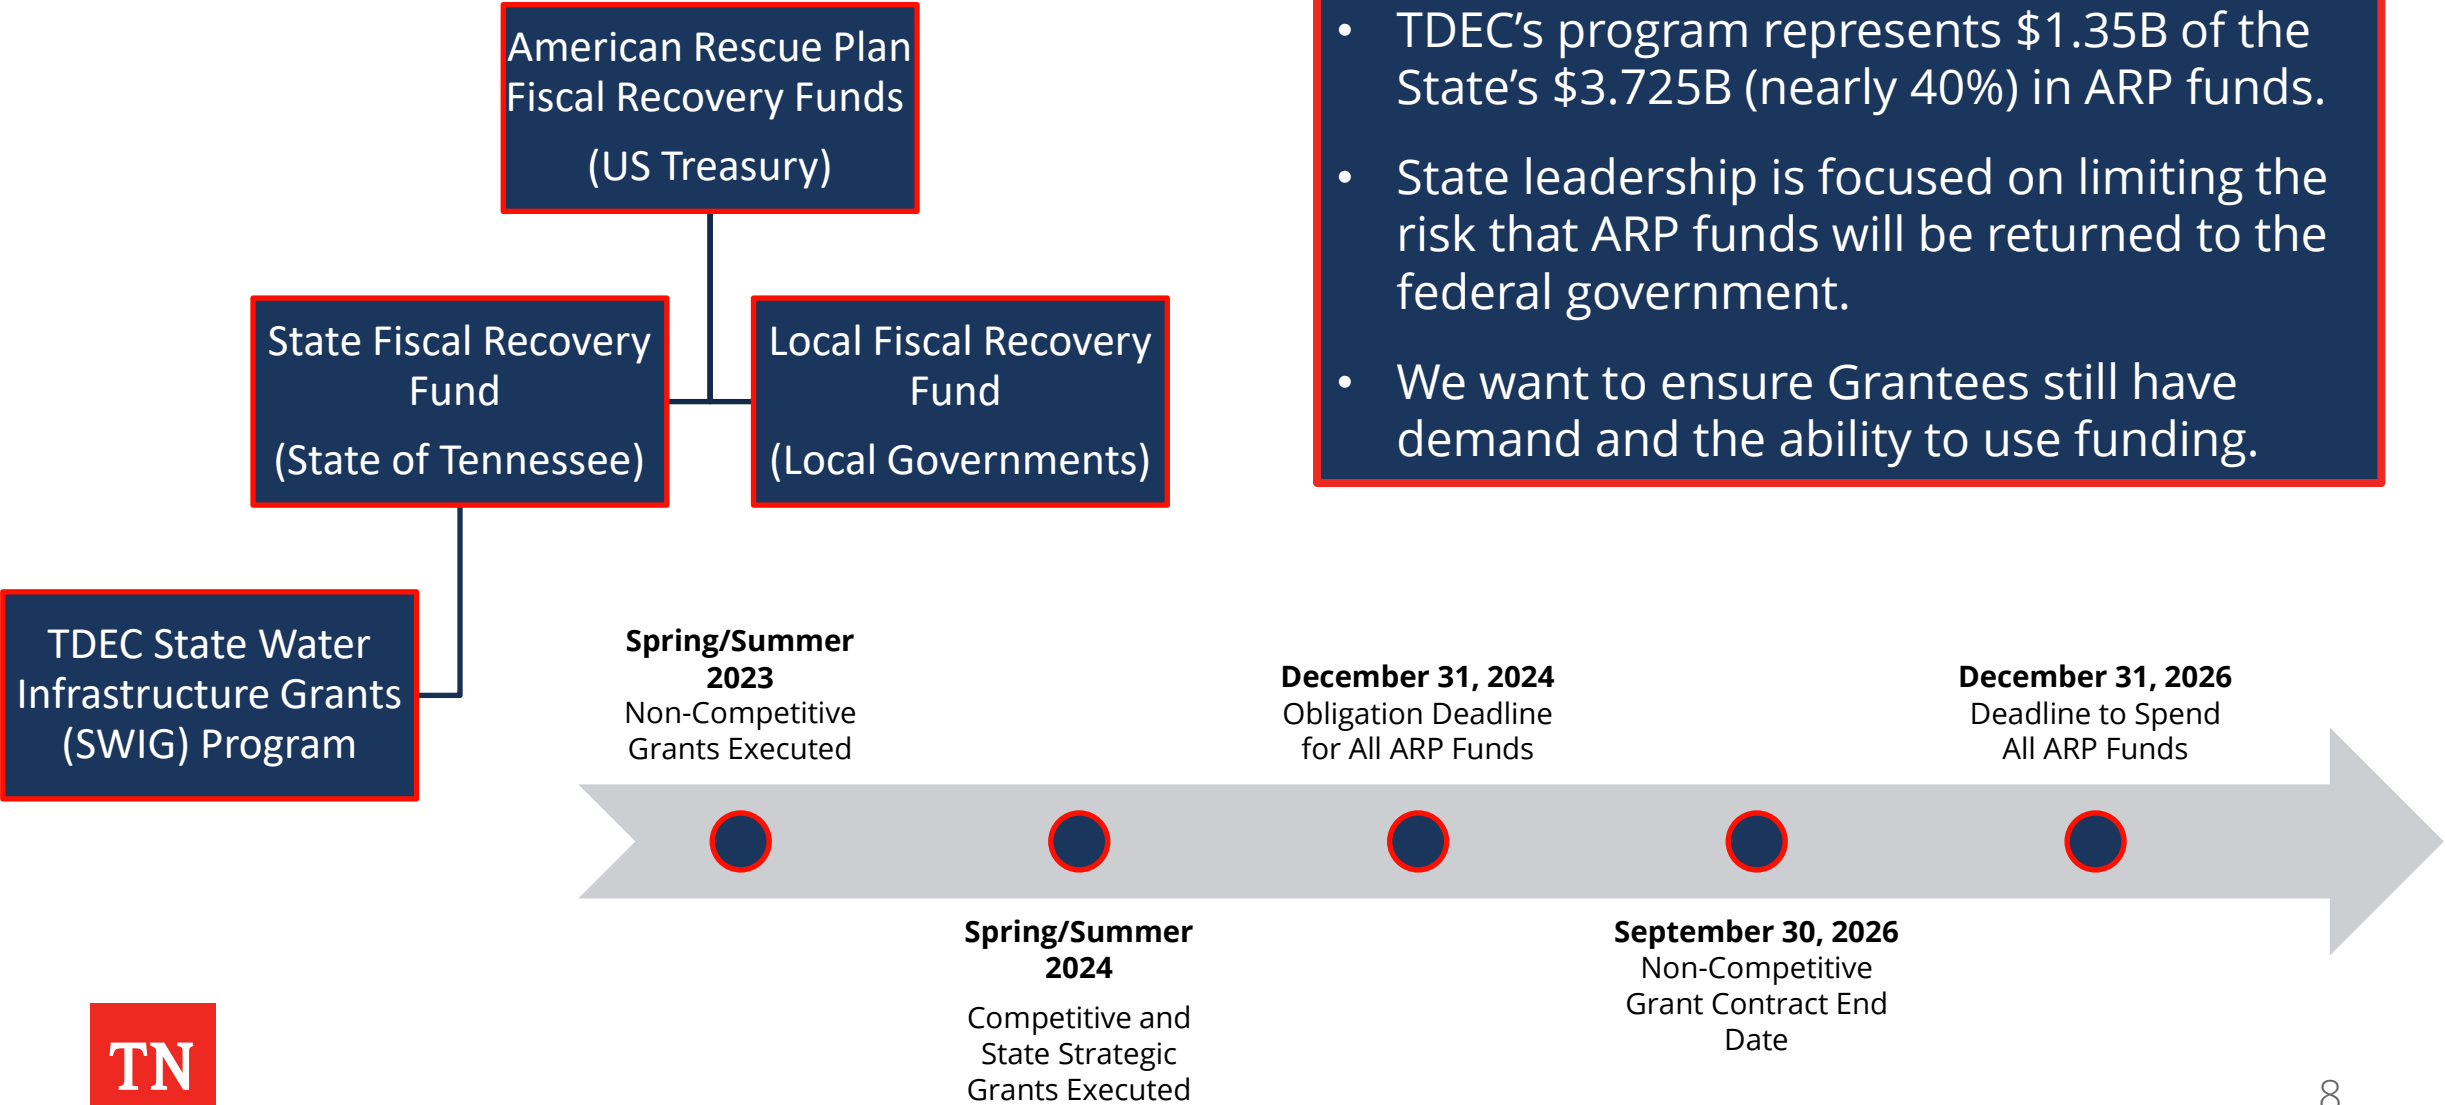 American Rescue Plan
Fiscal Recovery Funds
(US Treasury)
State Fiscal Recovery
Fund
(State of Tennessee)
Local Fiscal Recovery
Fund
(Local Governments)
TDEC State Water
Infrastructure Grants
(SWIG) Program
• TDEC’s program represents $1.35B of the
State’s $3.725B (nearly 40%) in ARP funds.
• State leadership is focused on limiting the
risk that ARP funds will be returned to the
federal government.
• We want to ensure Grantees still have
demand and the ability to use funding.
Spring/Summer
2023
Non-Competitive
Grants Executed
Spring/Summer
2024
Competitive and
State Strategic
Grants Executed
December 31, 2024
Obligation Deadline
for All ARP Funds
September 30, 2026
Non-Competitive
Grant Contract End
Date
December 31, 2026
Deadline to Spend
All ARP Funds
TN
8